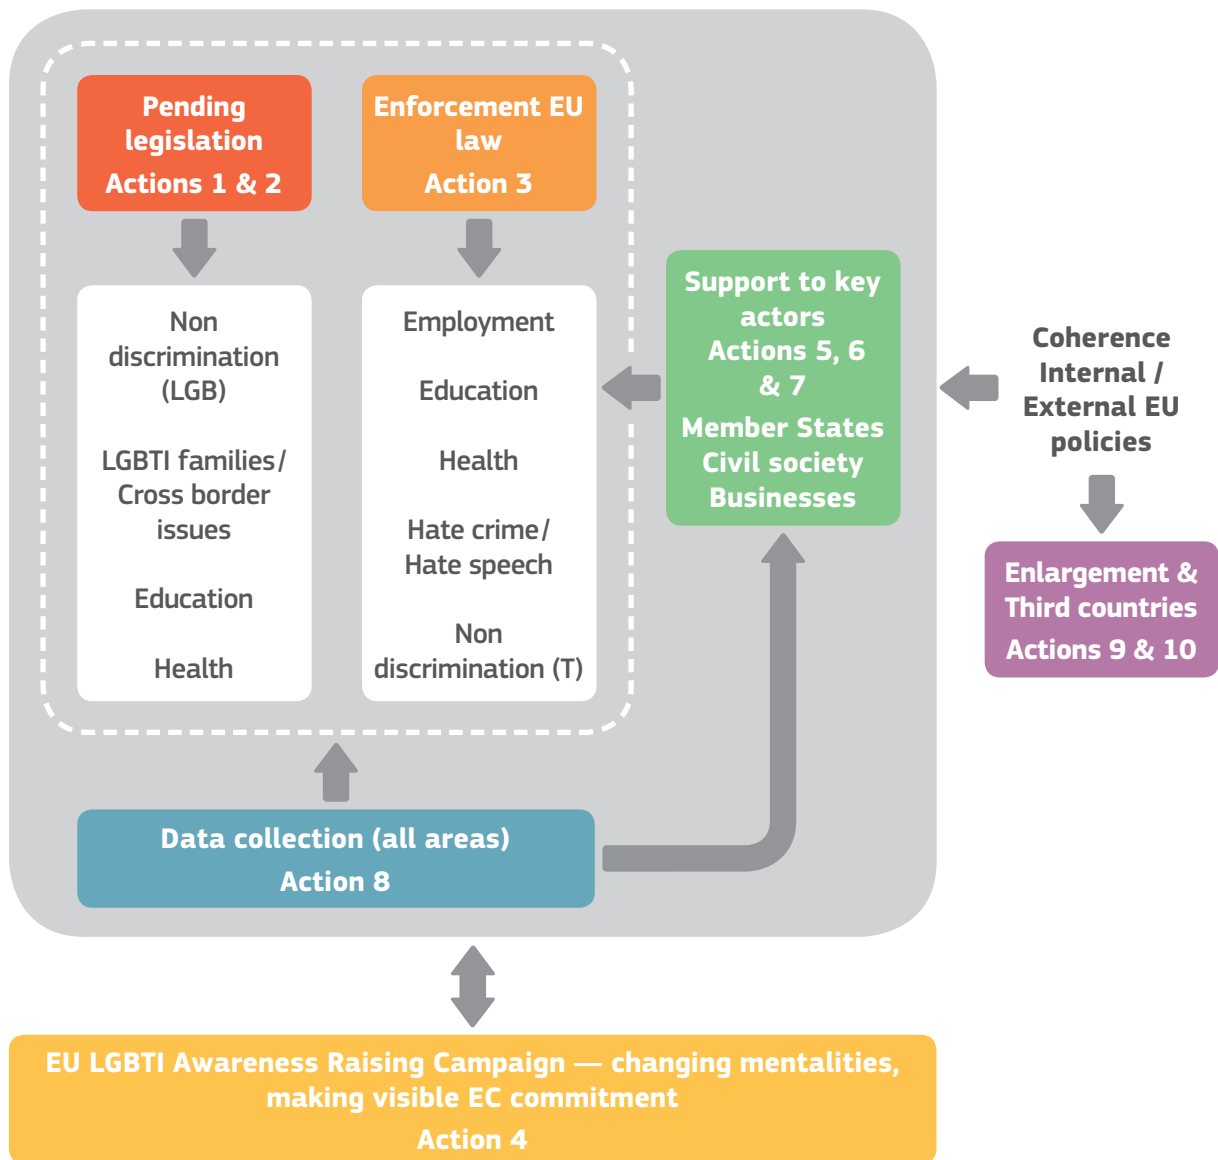 Pending
legislation
Actions 1 & 2
Enforcement EU
law
Action 3
Non
discrimination
(LGB)
LGBTI families/
Cross border
issues
Education
Health
Employment
Education
Health
Hate crime/
Hate speech
Non
discrimination (T)
Support to key
actors
Actions 5, 6
& 7
Member States
Civil society
Businesses
Coherence
Internal /
External EU
policies
Enlargement &
Third countries
Actions 9 & 10
Data collection (all areas)
Action 8
EU LGBTI Awareness Raising Campaign — changing mentalities,
making visible EC commitment
Action 4